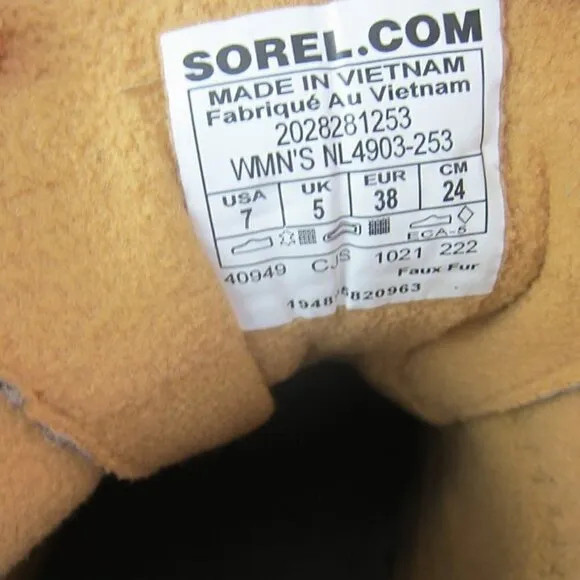 SOREL.COM
MADE IN VIETNAM
Fabriqué Au Vietnam
2028281253
WMN'S NL4903-253
USA UK EUR CM
7 5 38 24
ECA-5
40949 CJS 1021 222
Faux Fur
820963